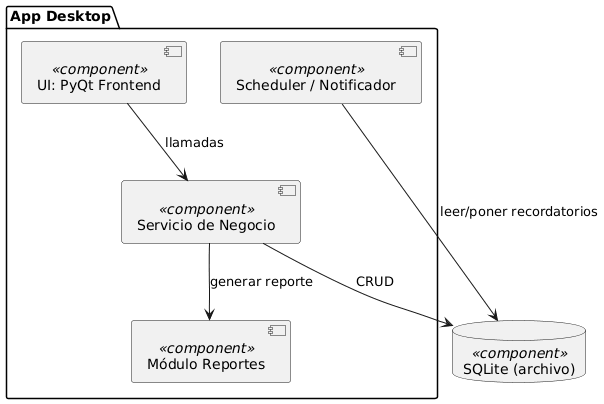 App Desktop
«component»
UI: PyQt Frontend
«component»
Scheduler / Notificador
llamadas
«component»
Servicio de Negocio
leer/poner recordatorios
generar reporte
CRUD
«component»
Módulo Reportes
«component»
SQLite (archivo)